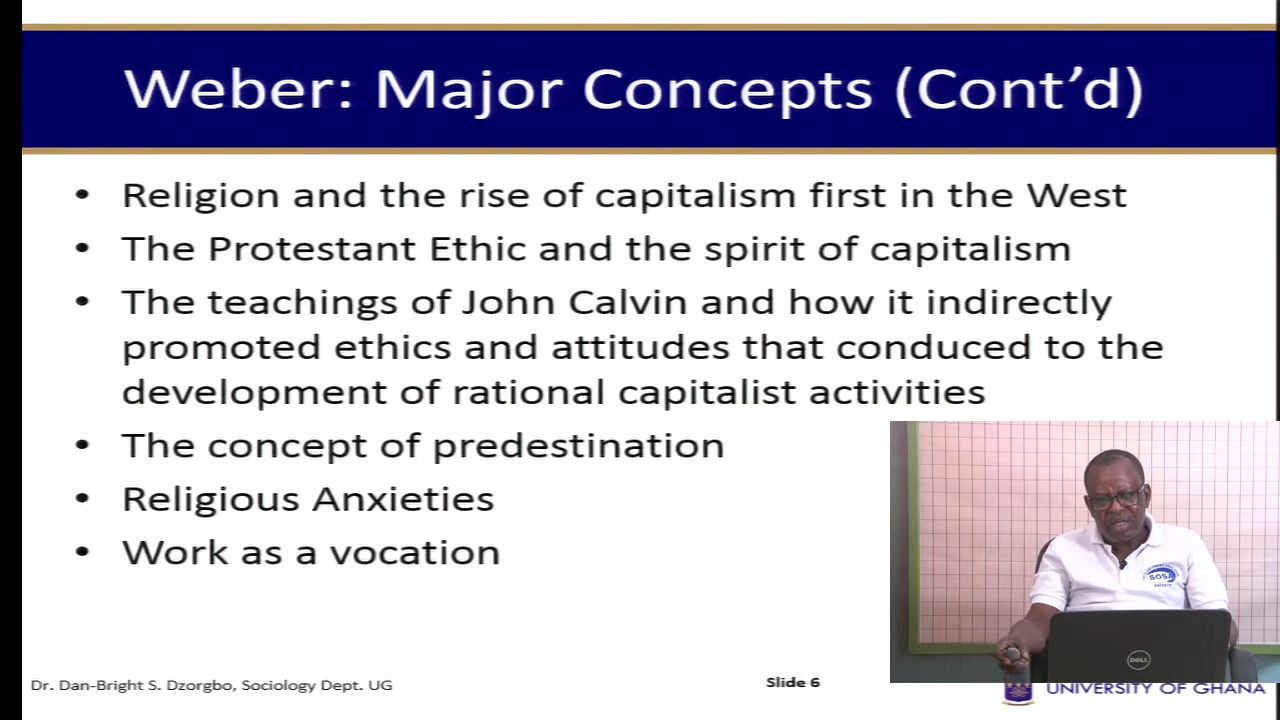 Weber: Major Concepts (Cont’d)
• Religion and the rise of capitalism first in the West
• The Protestant Ethic and the spirit of capitalism
• The teachings of John Calvin and how it indirectly
promoted ethics and attitudes that conduced to the
development of rational capitalist activities
• The concept of predestination
• Religious Anxieties
• Work as a vocation
SOSA
DELL
Dr. Dan-Bright S. Dzorgbo, Sociology Dept. UG
Slide 6
UNIVERSITY OF GHANA